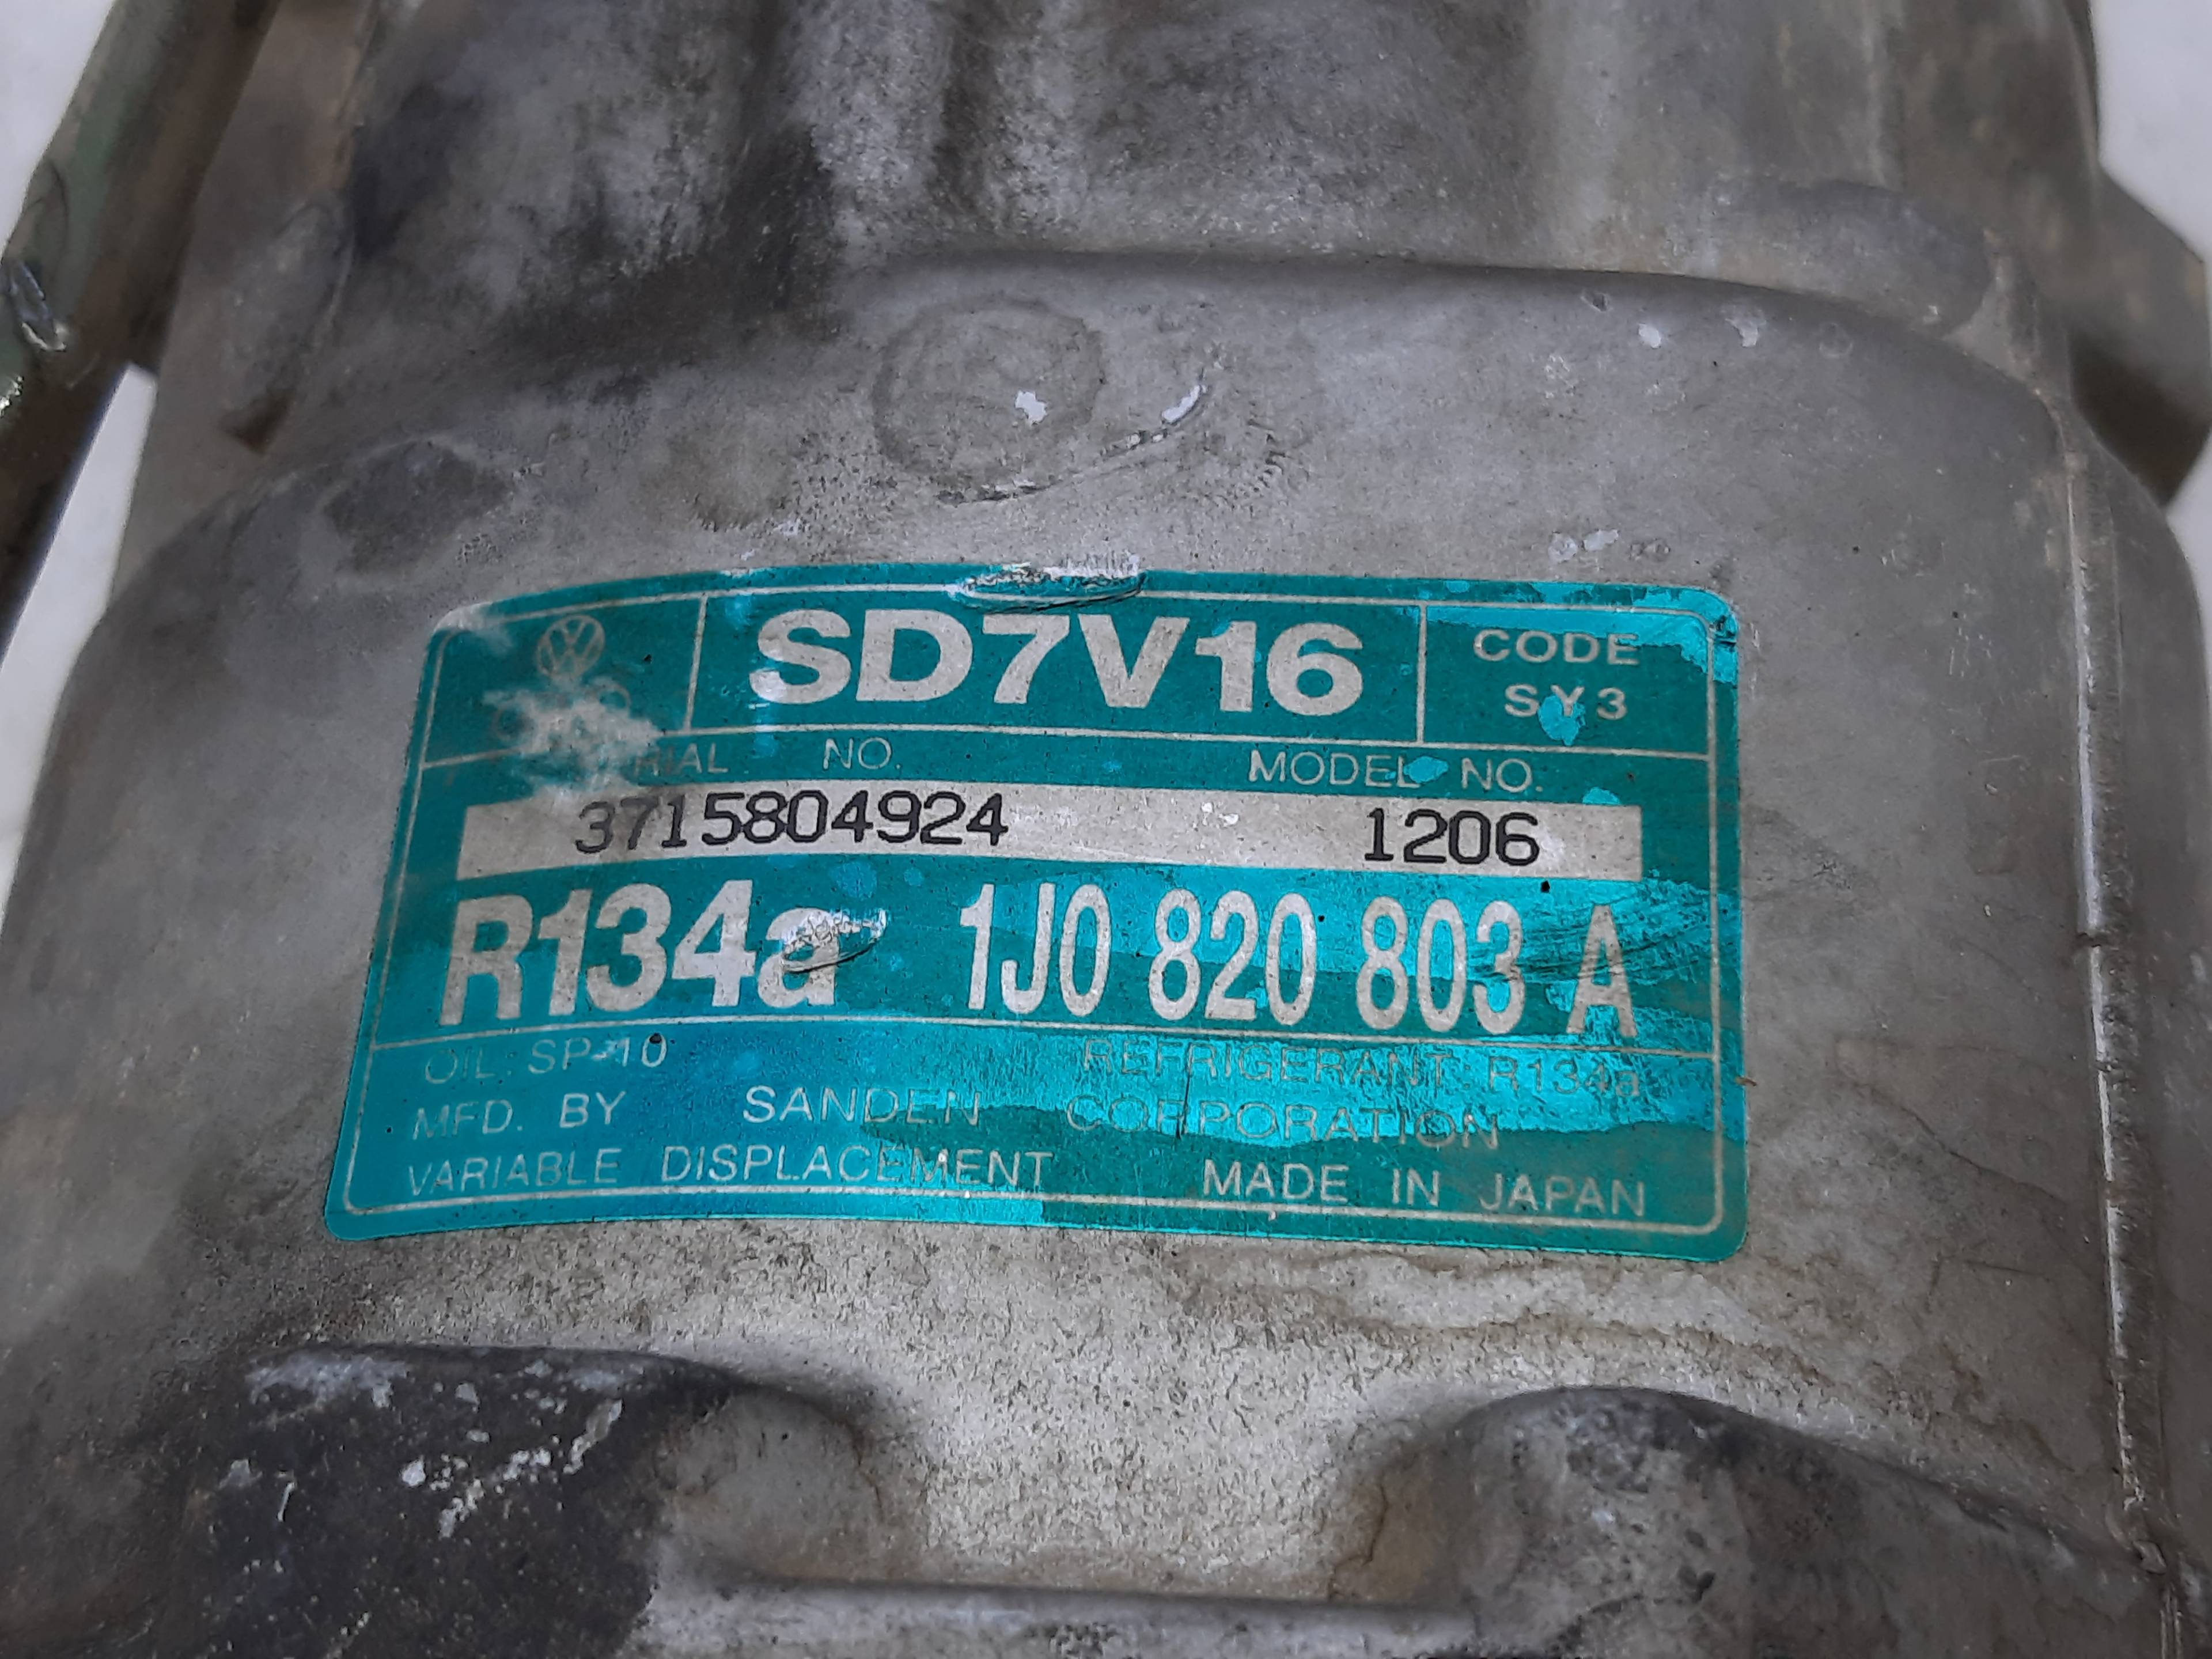 SD7V16
CODE
SY3
NO. MODEL NO.
3715804924 1206
R134a 1J0 820 803 A
OIL: SP-10 REFRIGERANT: R134a
MFD. BY SANDEN CORPORATION
VARIABLE DISPLACEMENT MADE IN JAPAN